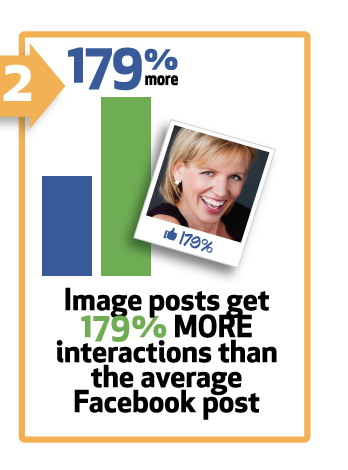 2
179%
more
179%
Image posts get
179% MORE
interactions than
the average
Facebook post